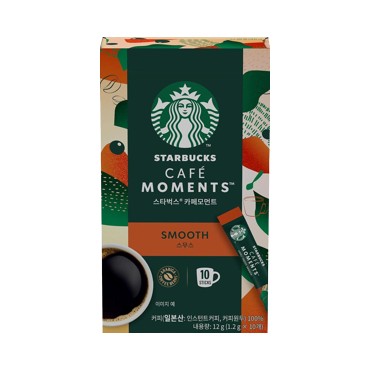 STARBUCKS
CAFÉ
MOMENTS™
스타벅스® 카페모먼트
SMOOTH
스무스
10
STICKS
CAFÉ
MOMENTS
이미지 예
커피(일본산: 인스턴트커피, 커피원두) 100%
내용량: 12 g (1.2 g × 10개)